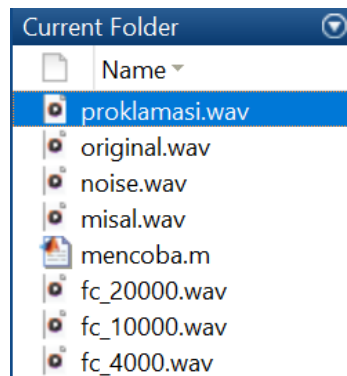 Current Folder
Name
proklamasi.wav
original.wav
noise.wav
misal.wav
mencoba.m
fc_20000.wav
fc_10000.wav
fc_4000.wav